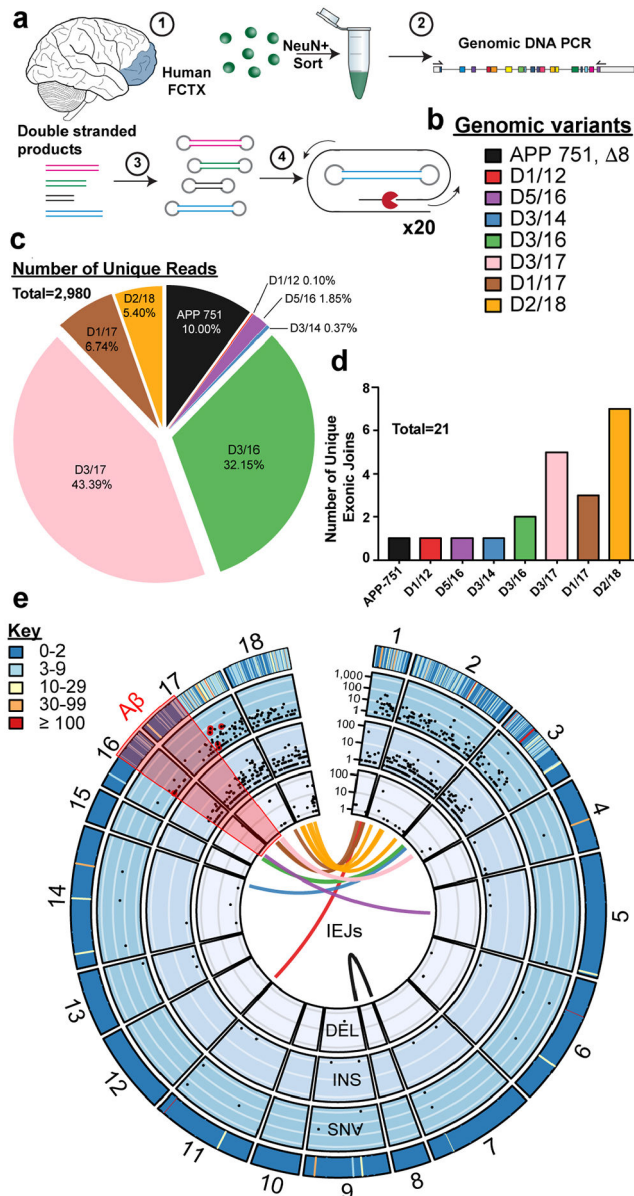 a
1
Human
FCTX
NeuN+
Sort
2
Genomic DNA PCR
Double stranded
products
3
4
x20
b
Genomic variants
APP 751, Δ8
D1/12
D5/16
D3/14
D3/16
D3/17
D1/17
D2/18
c
Number of Unique Reads
Total=2,980
D2/18
5.40%
APP 751
10.00%
D1/12 0.10%
D5/16 1.85%
D3/14 0.37%
D1/17
6.74%
D3/16
32.15%
D3/17
43.39%
d
Number of Unique
Exonic Joins
8
6
4
2
0
Total=21
APP-751
D1/12
D5/16
D3/14
D3/16
D3/17
D1/17
D2/18
e
Key
0-2
3-9
10-29
30-99
≥ 100
Aβ
1
2
3
4
5
6
7
8
9
10
11
12
13
14
15
16
17
18
1,000
100
10
1
100
10
1
100
10
1
IEJs
DEL
INS
SNV